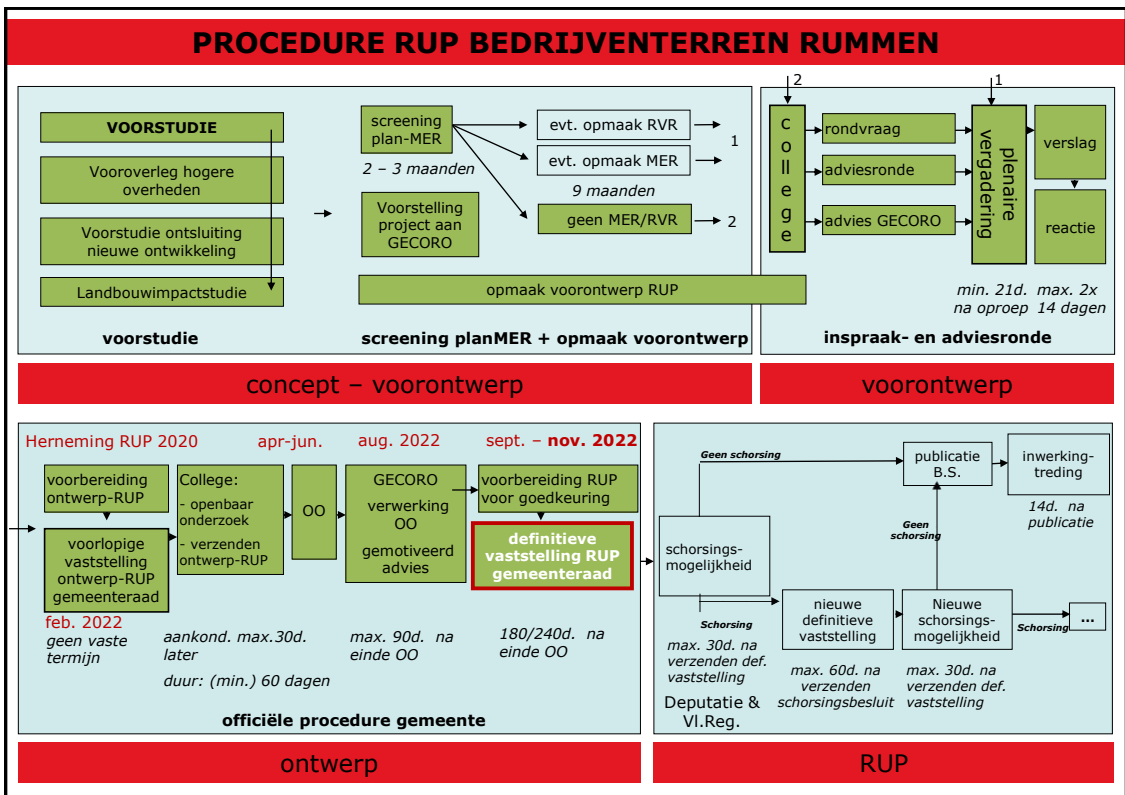 PROCEDURE RUP BEDRIJVENTERREIN RUMMEN
VOORSTUDIE
Vooroverleg hogere
overheden
Voorstudie ontsluiting
nieuwe ontwikkeling
Landbouwimpactstudie
voorstudie
screening
plan-MER
2 – 3 maanden
Voorstelling
project aan
GECORO
evt. opmaak RVR
evt. opmaak MER
9 maanden
geen MER/RVR
1
2
opmaak voorontwerp RUP
screening planMER + opmaak voorontwerp
2
1
college
rondvraag
adviesronde
advies GECORO
plenaire
vergadering
verslag
reactie
min. 21d.
na oproep
max. 2x
14 dagen
inspraak- en adviesronde
concept – voorontwerp
voorontwerp
Herneming RUP 2020
apr-jun.
aug. 2022
sept. – nov. 2022
voorbereiding
ontwerp-RUP
voorlopige
vaststelling
ontwerp-RUP
gemeenteraad
feb. 2022
geen vaste
termijn
College:
- openbaar
onderzoek
- verzenden
ontwerp-RUP
aankond. max.30d.
later
duur: (min.) 60 dagen
OO
GECORO
verwerking
OO
gemotiveerd
advies
max. 90d. na
einde OO
voorbereiding RUP
voor goedkeuring
definitieve
vaststelling RUP
gemeenteraad
180/240d. na
einde OO
officiële procedure gemeente
Geen schorsing
publicatie
B.S.
inwerking-
treding
14d. na
publicatie
Geen
schorsing
schorsings-
mogelijkheid
Schorsing
max. 30d. na
verzenden def.
vaststelling
Deputatie &
Vl.Reg.
nieuwe
definitieve
vaststelling
max. 60d. na
verzenden
schorsingsbesluit
Nieuwe
schorsings-
mogelijkheid
max. 30d. na
verzenden def.
vaststelling
Schorsing
…
ontwerp
RUP